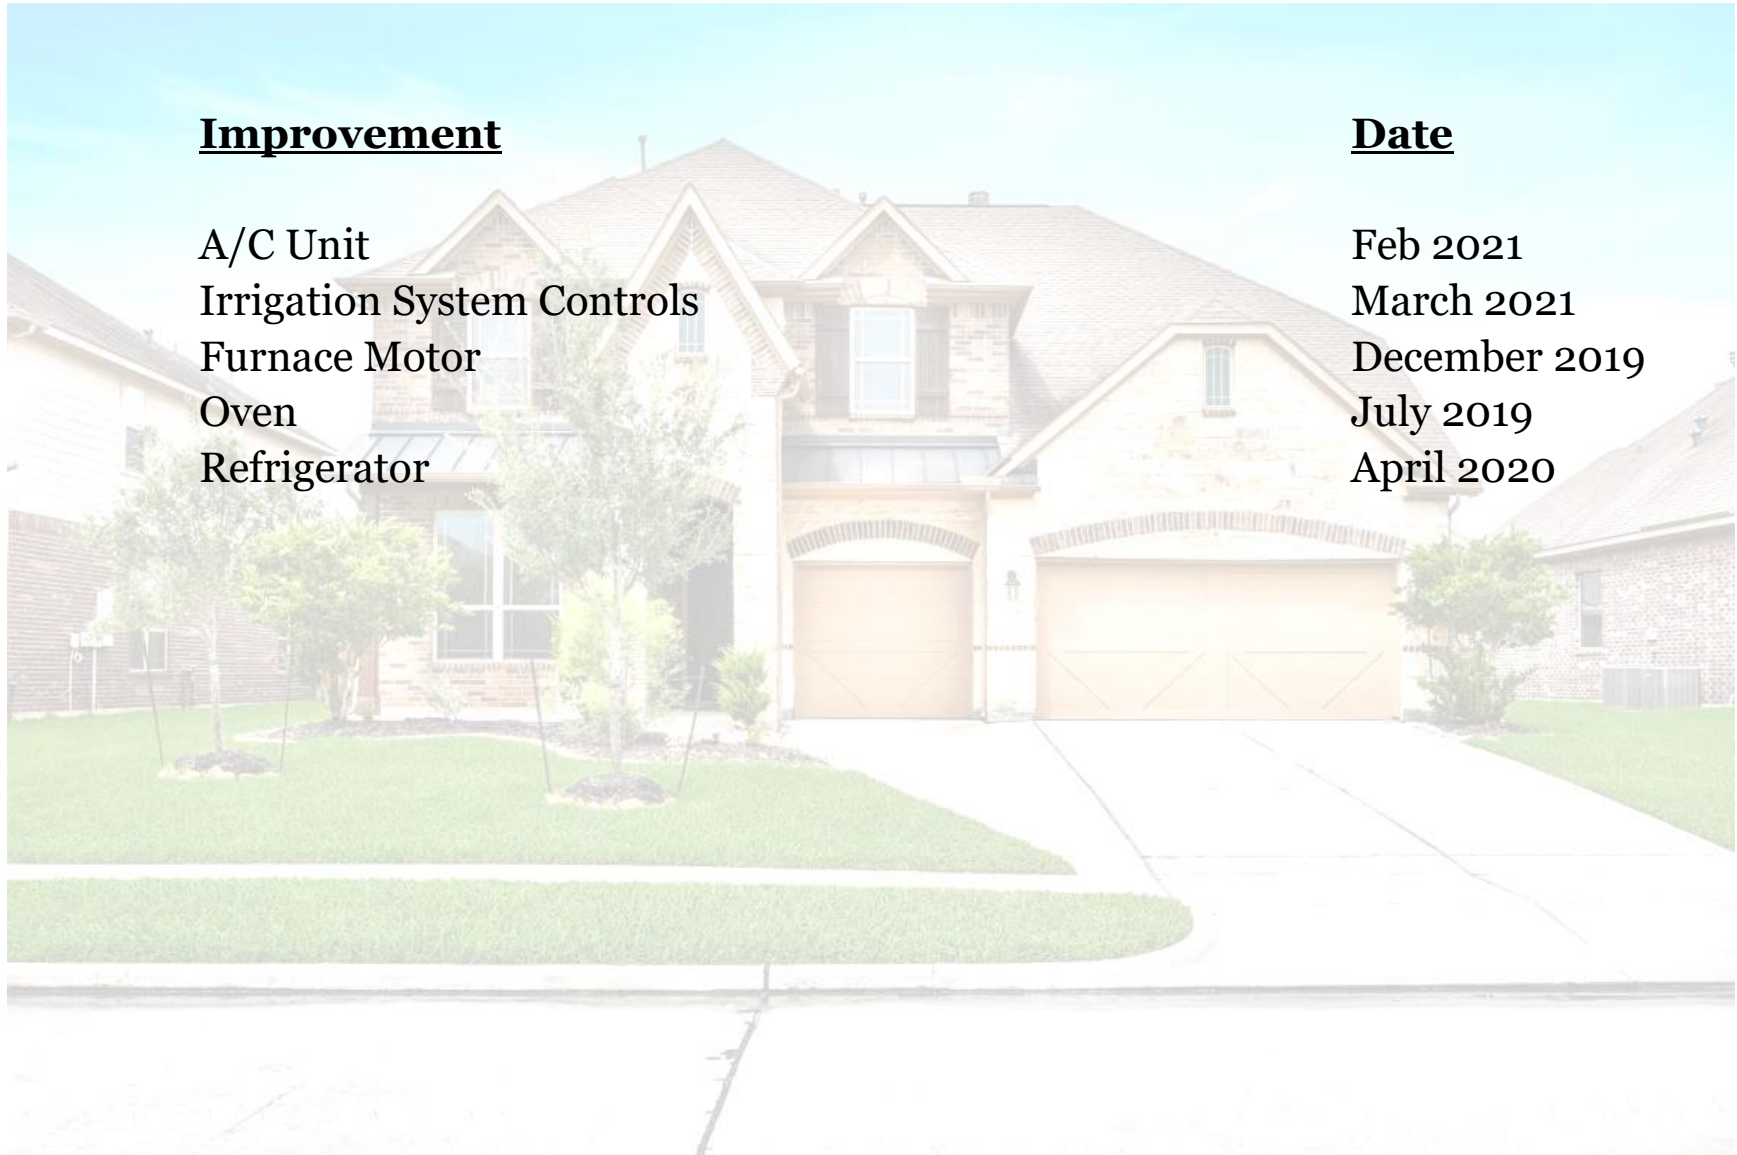 Improvement Date
A/C Unit Feb 2021
Irrigation System Controls March 2021
Furnace Motor December 2019
Oven July 2019
Refrigerator April 2020